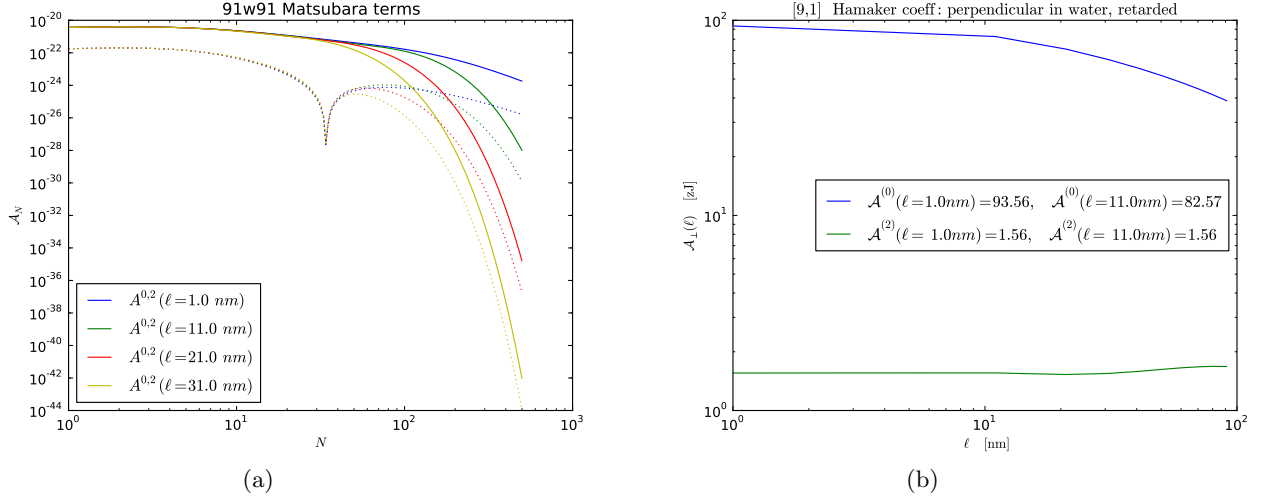 91w91 Matsubara terms
10^{-20}
10^{-22}
10^{-24}
10^{-26}
10^{-28}
10^{-30}
10^{-32}
10^{-34}
10^{-36}
10^{-38}
10^{-40}
10^{-42}
10^{-44}
𝒜_N
A^{0,2}(ℓ=1.0 nm)
A^{0,2}(ℓ=11.0 nm)
A^{0,2}(ℓ=21.0 nm)
A^{0,2}(ℓ=31.0 nm)
10^0 10^1 10^2 10^3
N
(a)
[9,1] Hamaker coeff: perpendicular in water, retarded
10^2
10^1
10^0
𝒜_⊥(ℓ) [zJ]
𝒜^{(0)}(ℓ=1.0nm)=93.56, 𝒜^{(0)}(ℓ=11.0nm)=82.57
𝒜^{(2)}(ℓ= 1.0nm)=1.56, 𝒜^{(2)}(ℓ= 11.0nm)=1.56
10^0 10^1 10^2
ℓ [nm]
(b)